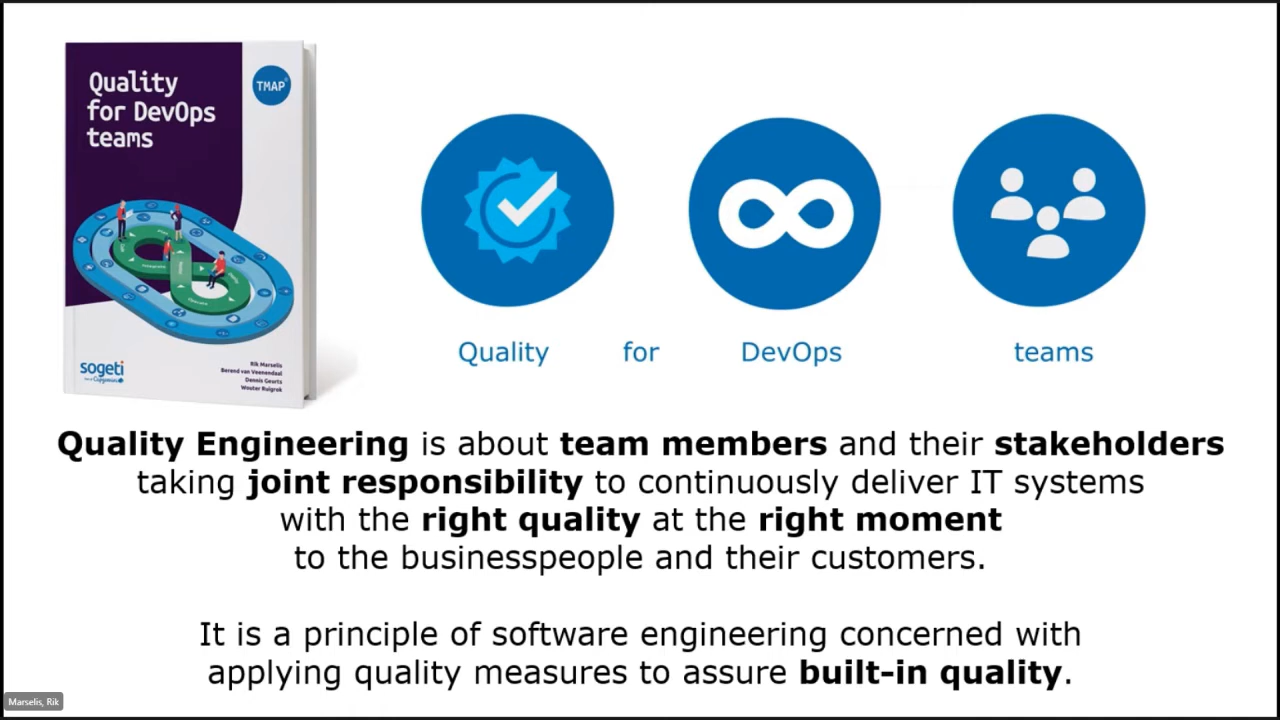 Quality
for DevOps
teams
TMAP
sogeti
Rik Marselis
Berend van Veenendaal
Dennis Geurts
Wouter Ruigrok
Quality for DevOps teams
Quality Engineering is about team members and their stakeholders
taking joint responsibility to continuously deliver IT systems
with the right quality at the right moment
to the businesspeople and their customers.
It is a principle of software engineering concerned with
applying quality measures to assure built-in quality.
Marselis, Rik